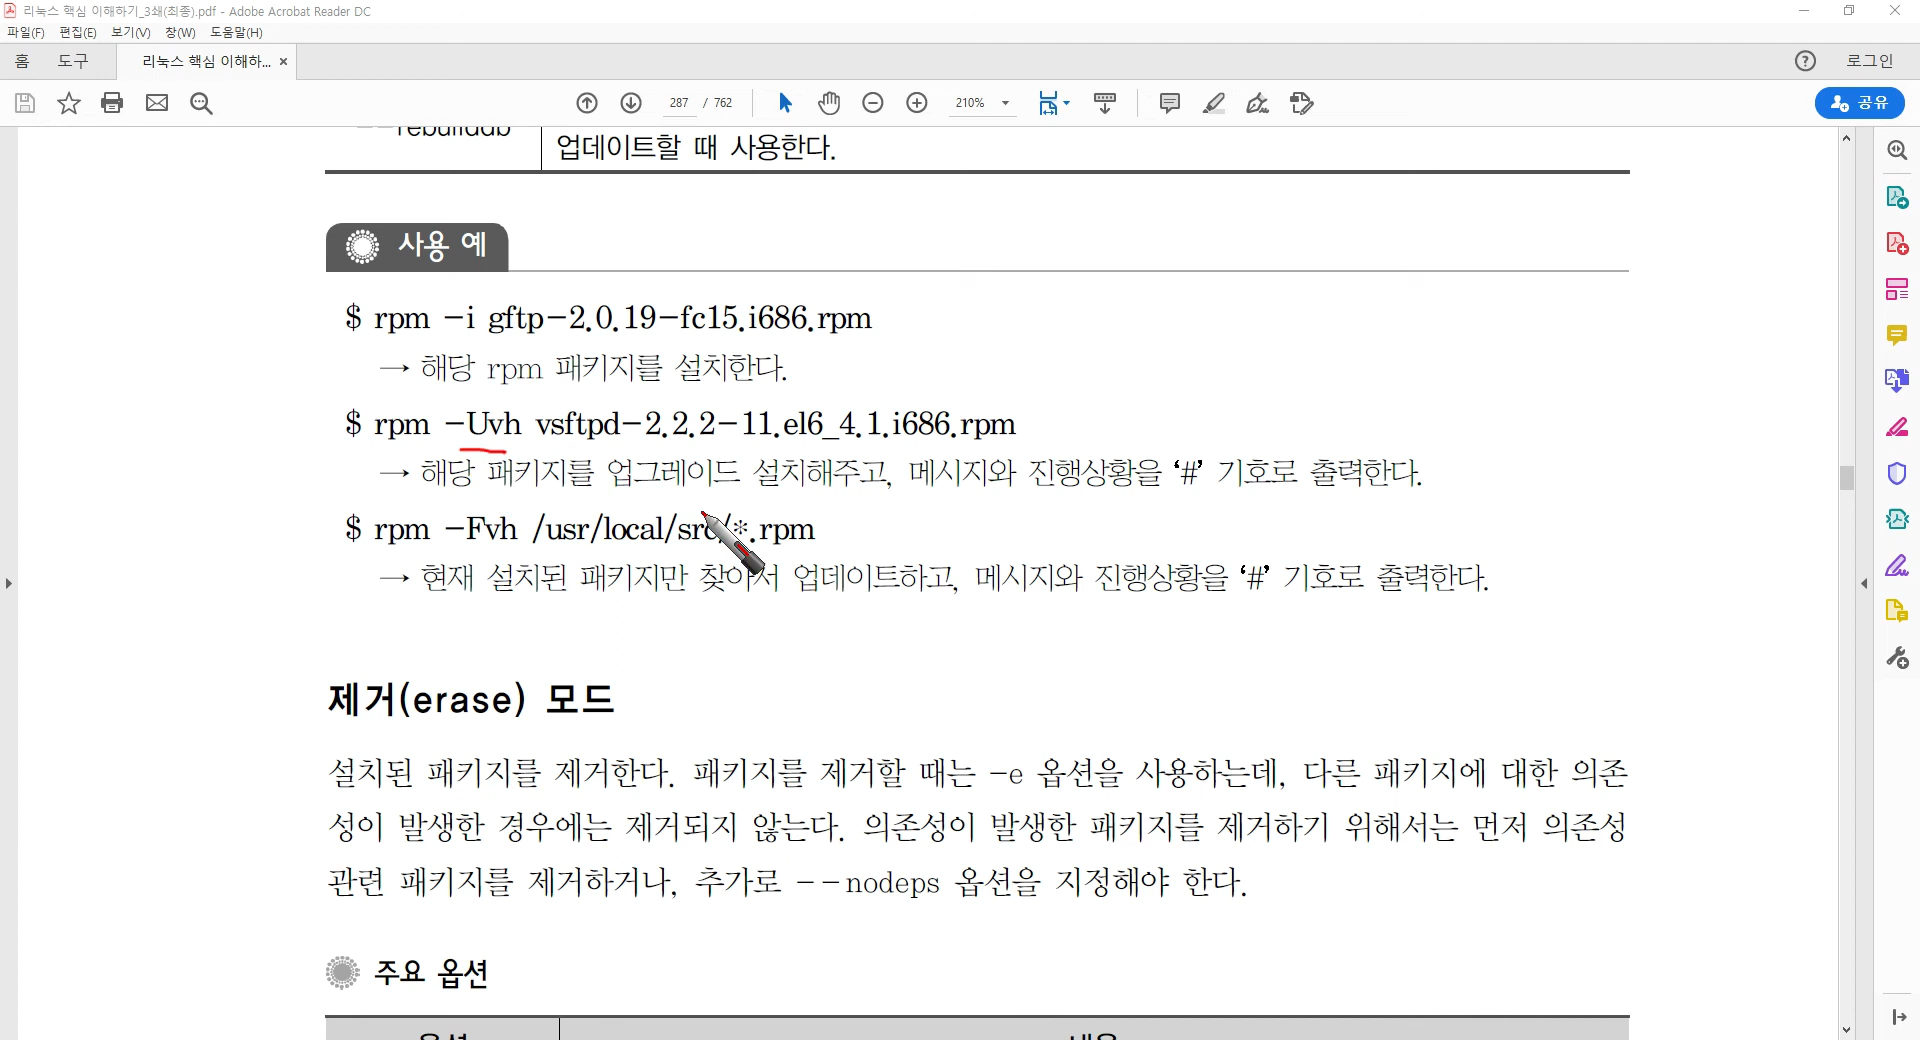 리눅스 핵심 이해하기_3쇄(최종).pdf - Adobe Acrobat Reader DC
파일(F) 편집(E) 보기(V) 창(W) 도움말(H)
홈 도구 리눅스 핵심 이해하... × 로그인
287 / 762 210% 공유
--rebuilddb
업데이트할 때 사용한다.
사용 예
$ rpm -i gftp-2.0.19-fc15.i686.rpm
→ 해당 rpm 패키지를 설치한다.
$ rpm -Uvh vsftpd-2.2.2-11.el6_4.1.i686.rpm
→ 해당 패키지를 업그레이드 설치해주고, 메시지와 진행상황을 ‘#’ 기호로 출력한다.
$ rpm -Fvh /usr/local/src/*.rpm
→ 현재 설치된 패키지만 찾아서 업데이트하고, 메시지와 진행상황을 ‘#’ 기호로 출력한다.
제거(erase) 모드
설치된 패키지를 제거한다. 패키지를 제거할 때는 -e 옵션을 사용하는데, 다른 패키지에 대한 의존
성이 발생한 경우에는 제거되지 않는다. 의존성이 발생한 패키지를 제거하기 위해서는 먼저 의존성
관련 패키지를 제거하거나, 추가로 --nodeps 옵션을 지정해야 한다.
주요 옵션
옵션 내용